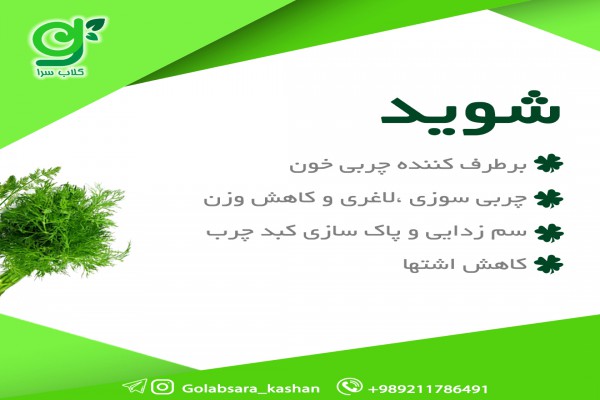 گلاب سرا
شوید
برطرف کننده چربی خون
چربی سوزی ،لاغری و کاهش وزن
سم زدایی و پاک سازی کبد چرب
کاهش اشتها
Golabsara_kashan
+989211786491